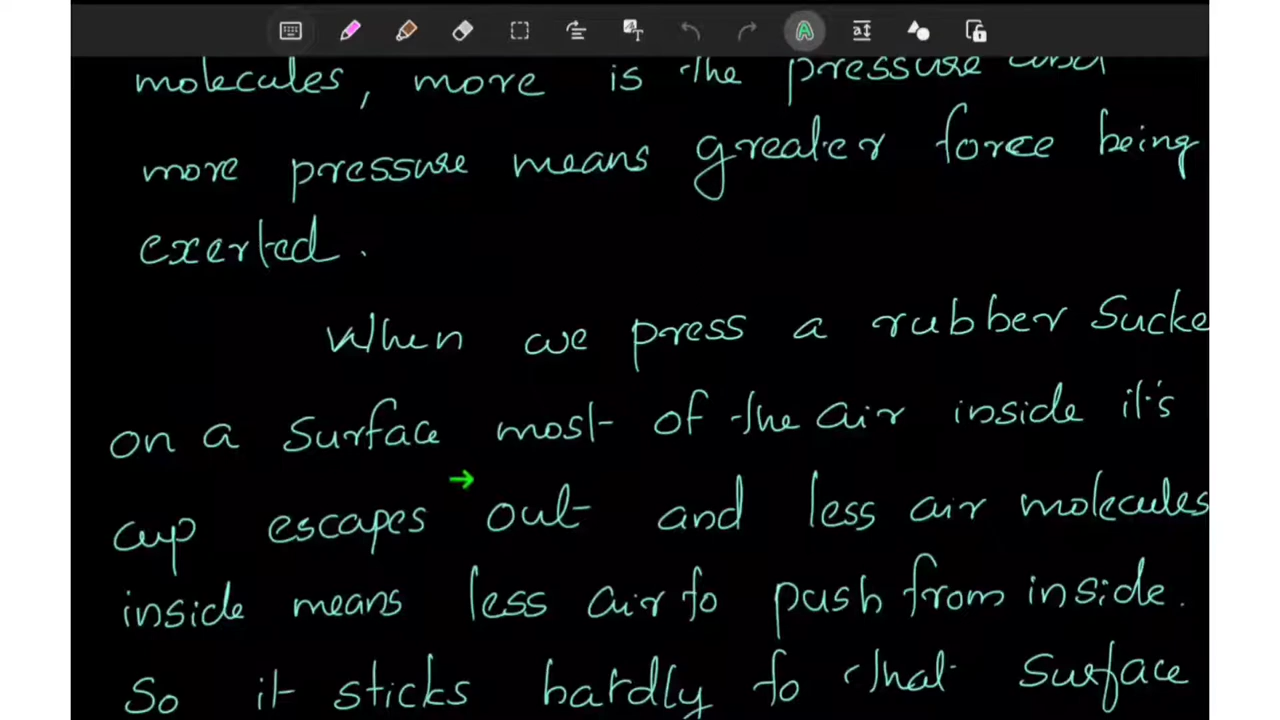 molecules, more is the pressure and
more pressure means greater force being
exerted.
When we press a rubber Sucke
on a surface most of the air inside it's
cup escapes out and less air molecules
inside means less air to push from inside.
So it sticks hardly to that surface